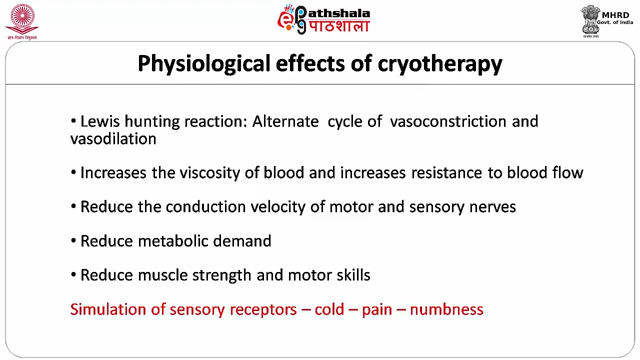 Pathshala
पाठशाला
MHRD
Govt. of India
Physiological effects of cryotherapy
• Lewis hunting reaction: Alternate cycle of vasoconstriction and
vasodilation
• Increases the viscosity of blood and increases resistance to blood flow
• Reduce the conduction velocity of motor and sensory nerves
• Reduce metabolic demand
• Reduce muscle strength and motor skills
Simulation of sensory receptors – cold – pain – numbness